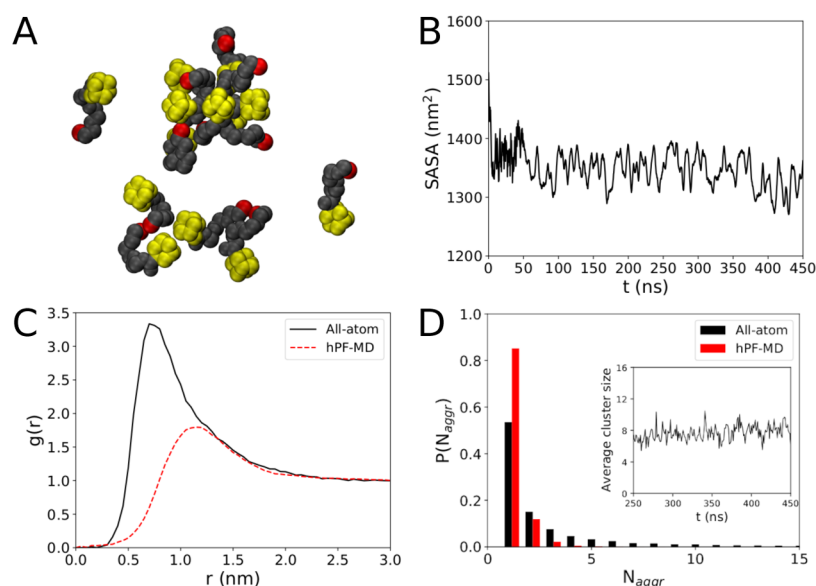 A
B
1600
1500
1400
1300
1200
SASA (nm²)
0 50 100 150 200 250 300 350 400 450
t (ns)
C
3.5
3.0
2.5
2.0
1.5
1.0
0.5
0.0
g(r)
All-atom
hPF-MD
0.0 0.5 1.0 1.5 2.0 2.5 3.0
r (nm)
D
1.0
0.8
0.6
0.4
0.2
0.0
P(Naggr)
All-atom
hPF-MD
Average cluster size
16
12
8
4
0
250 300 350 400 450
t (ns)
0 5 10 15
Naggr